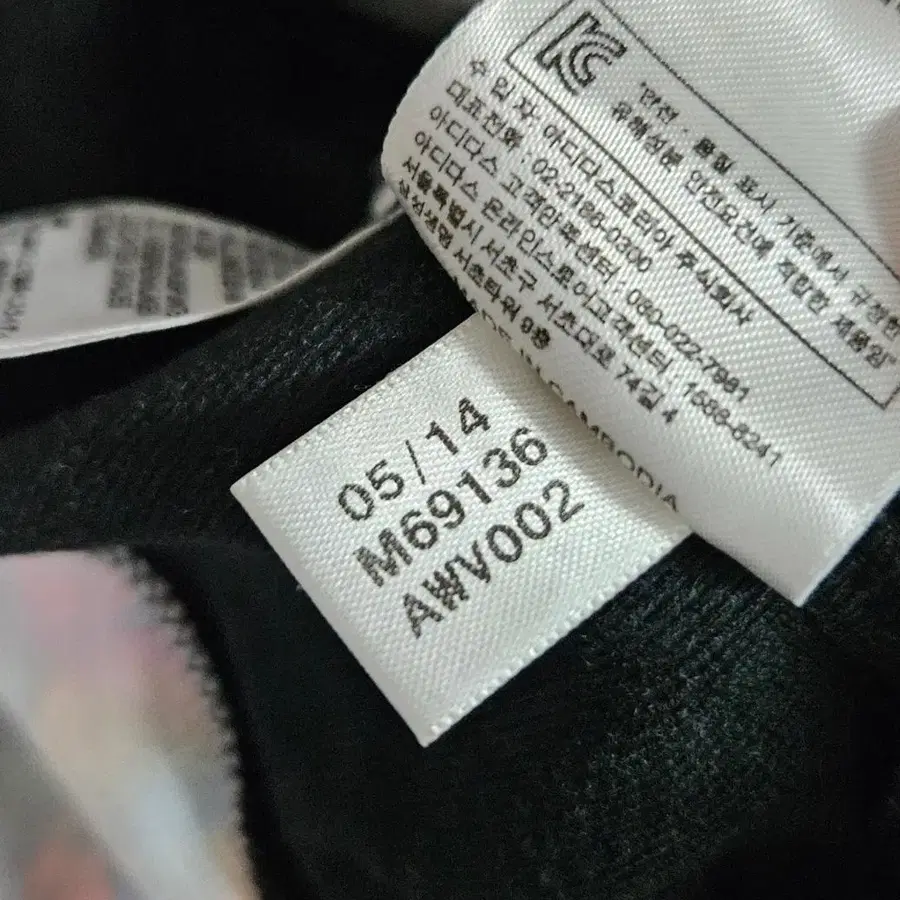 "안전·품질 표시 기준에서 규정한
유해성분 안전요건에 적합한 제품임"
수 입 자: 아디다스코리아 주식회사
대표전화: 02-2186-0300
아디다스 고객만족센터: 080-022-7981
아디다스 온라인스토어고객센터: 1588-8241
서울특별시 서초구 서초대로 74길 4
삼성생명 서초타워 9층
MADE IN CAMBODIA
05/14
M69136
AWV002